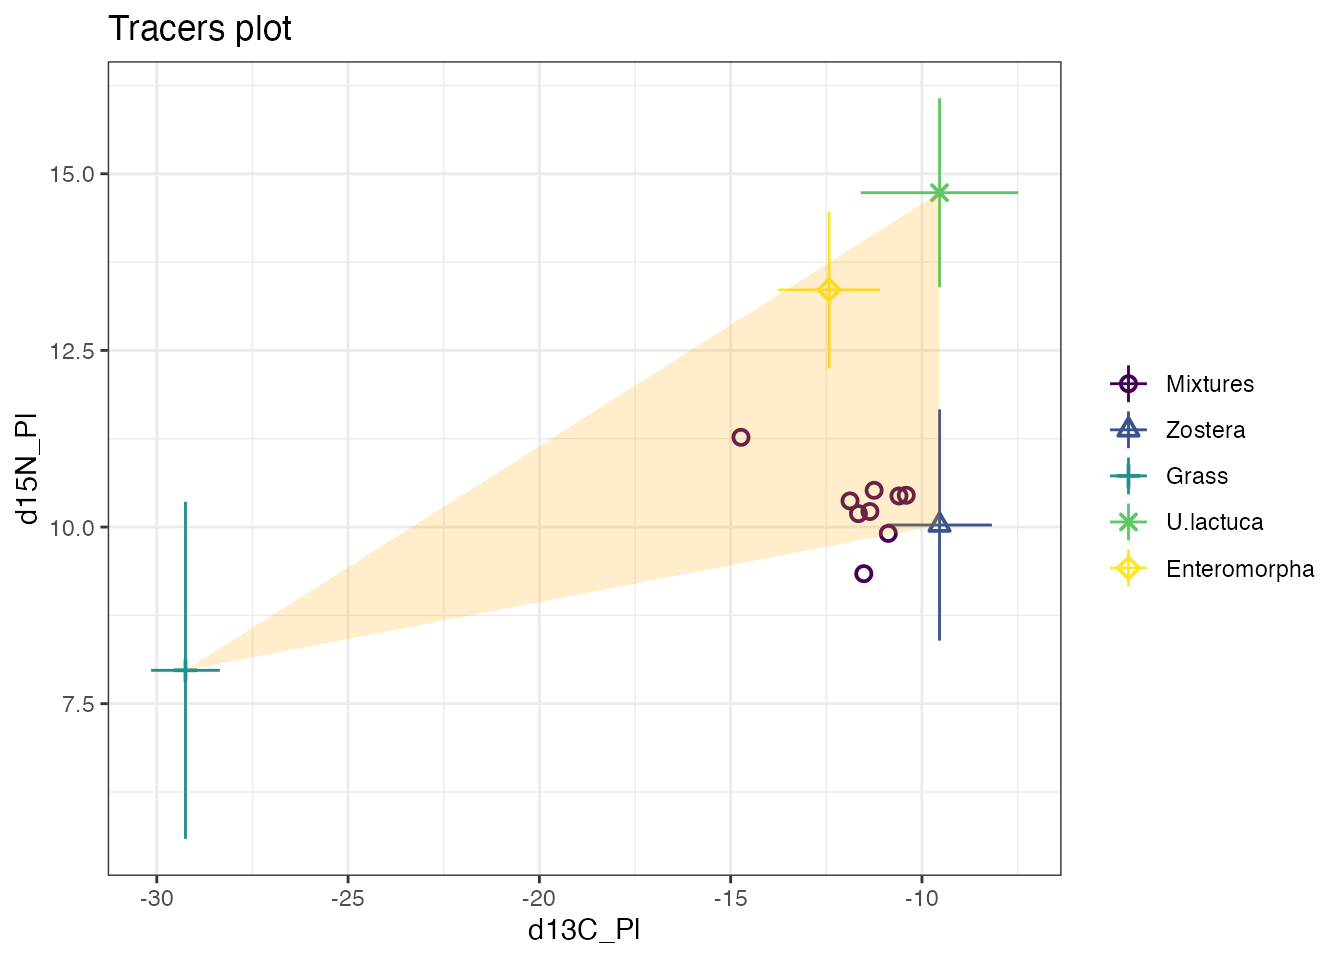 Tracers plot
15.0
12.5
10.0
7.5
d15N_Pl
-30
-25
-20
-15
-10
d13C_Pl
Mixtures
Zostera
Grass
U.lactuca
Enteromorpha